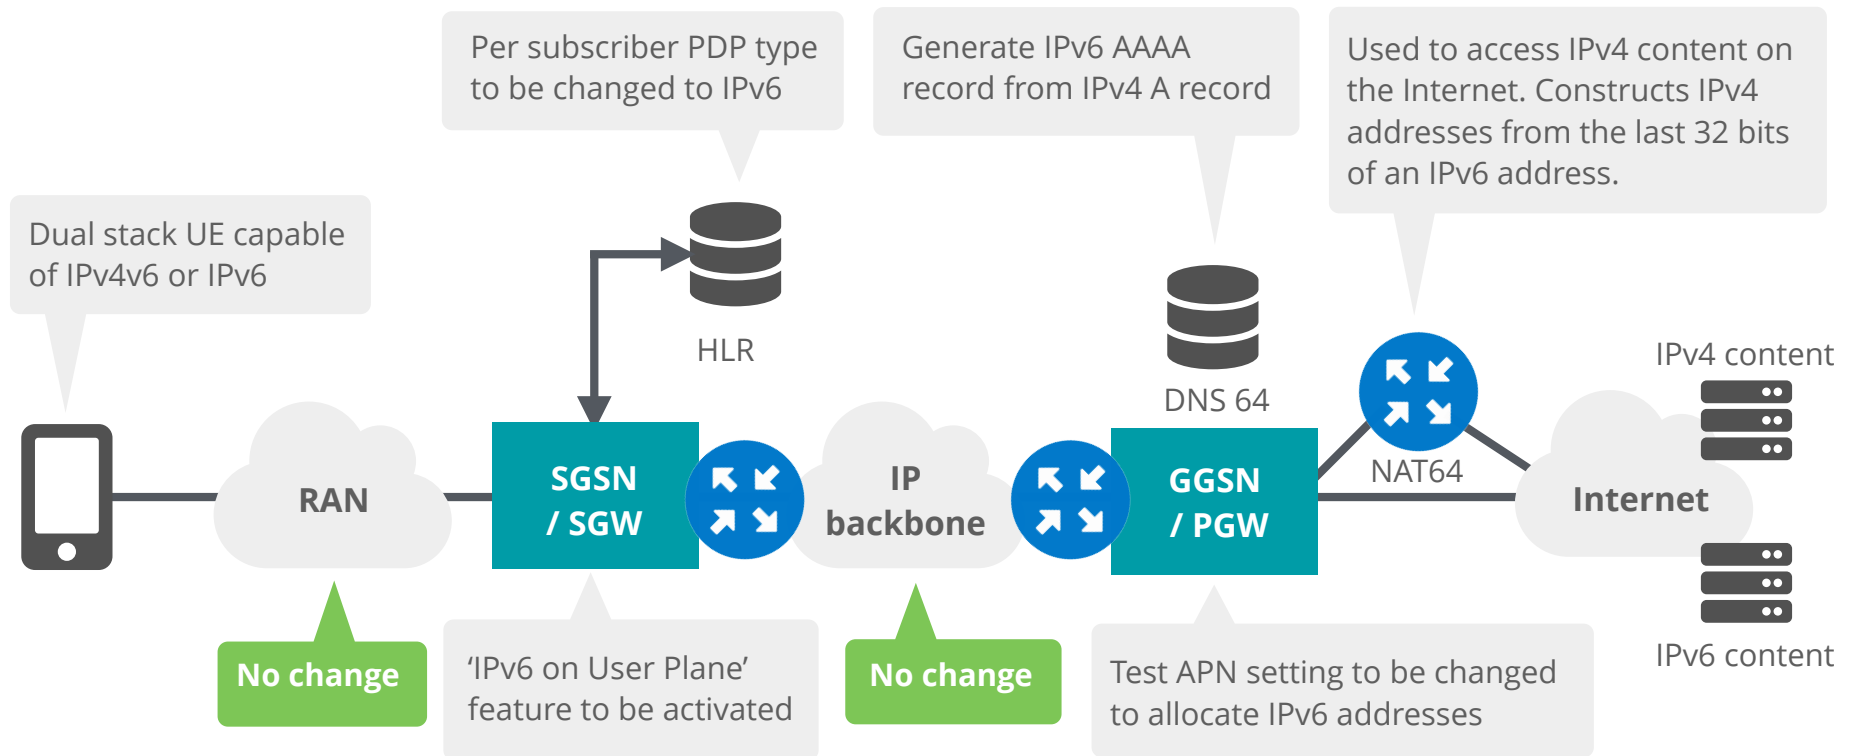 Per subscriber PDP type
to be changed to IPv6
Generate IPv6 AAAA
record from IPv4 A record
Used to access IPv4 content on
the Internet. Constructs IPv4
addresses from the last 32 bits
of an IPv6 address.
Dual stack UE capable
of IPv4v6 or IPv6
HLR
DNS 64
IPv4 content
RAN
SGSN
/ SGW
IP
backbone
GGSN
/ PGW
NAT64
Internet
No change
‘IPv6 on User Plane’
feature to be activated
No change
Test APN setting to be changed
to allocate IPv6 addresses
IPv6 content